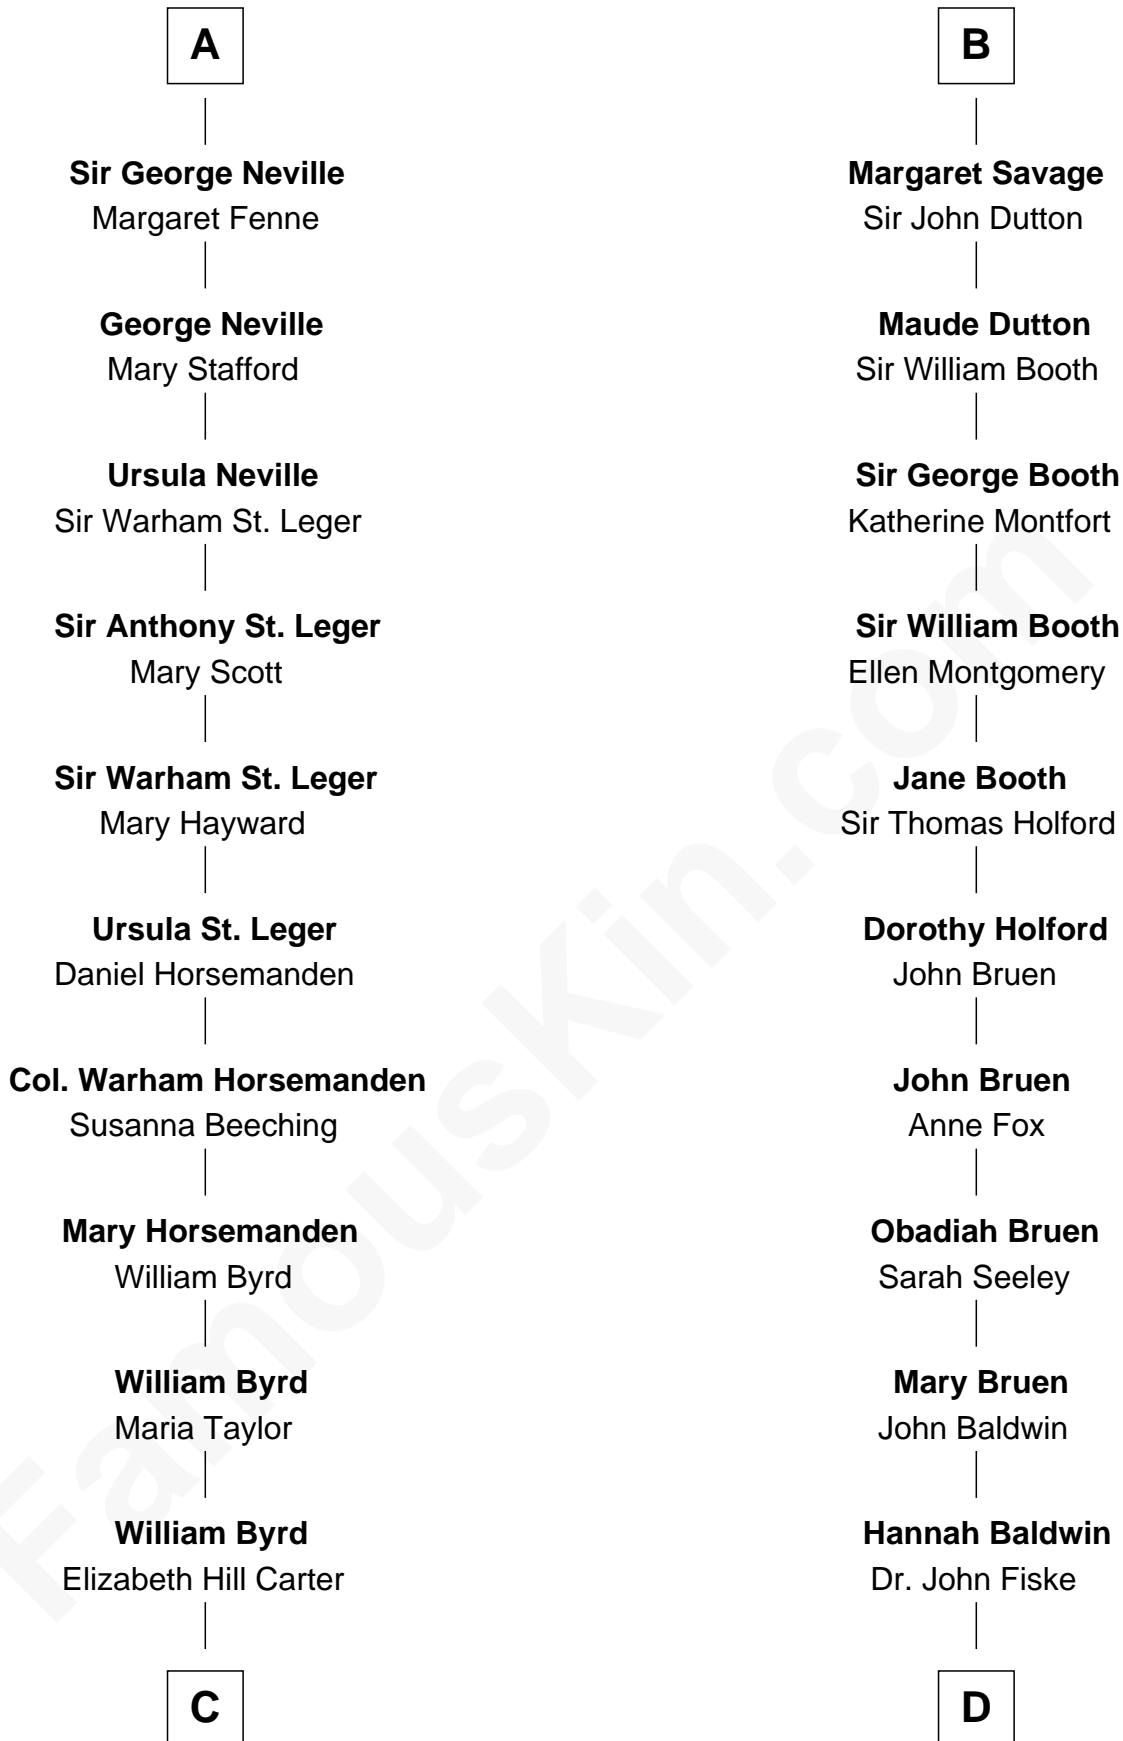 A
Sir George Neville
Margaret Fenne
George Neville
Mary Stafford
Ursula Neville
Sir Warham St. Leger
Sir Anthony St. Leger
Mary Scott
Sir Warham St. Leger
Mary Hayward
Ursula St. Leger
Daniel Horsemanden
Col. Warham Horsemanden
Susanna Beeching
Mary Horsemanden
William Byrd
William Byrd
Maria Taylor
William Byrd
Elizabeth Hill Carter
C
B
Margaret Savage
Sir John Dutton
Maude Dutton
Sir William Booth
Sir George Booth
Katherine Montfort
Sir William Booth
Ellen Montgomery
Jane Booth
Sir Thomas Holford
Dorothy Holford
John Bruen
John Bruen
Anne Fox
Obadiah Bruen
Sarah Seeley
Mary Bruen
John Baldwin
Hannah Baldwin
Dr. John Fiske
D
FamousKin.com